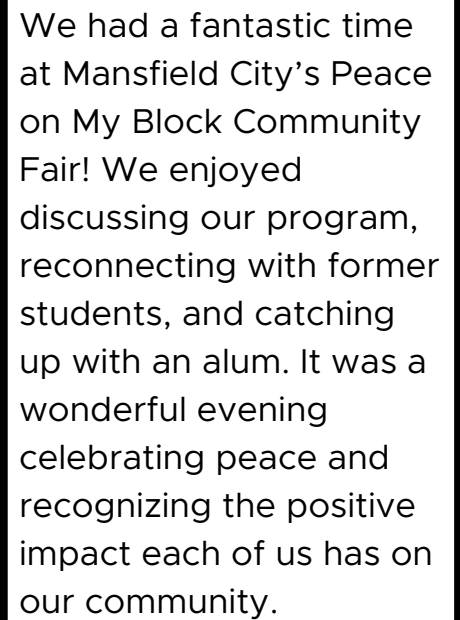 We had a fantastic time
at Mansfield City’s Peace
on My Block Community
Fair! We enjoyed
discussing our program,
reconnecting with former
students, and catching
up with an alum. It was a
wonderful evening
celebrating peace and
recognizing the positive
impact each of us has on
our community.